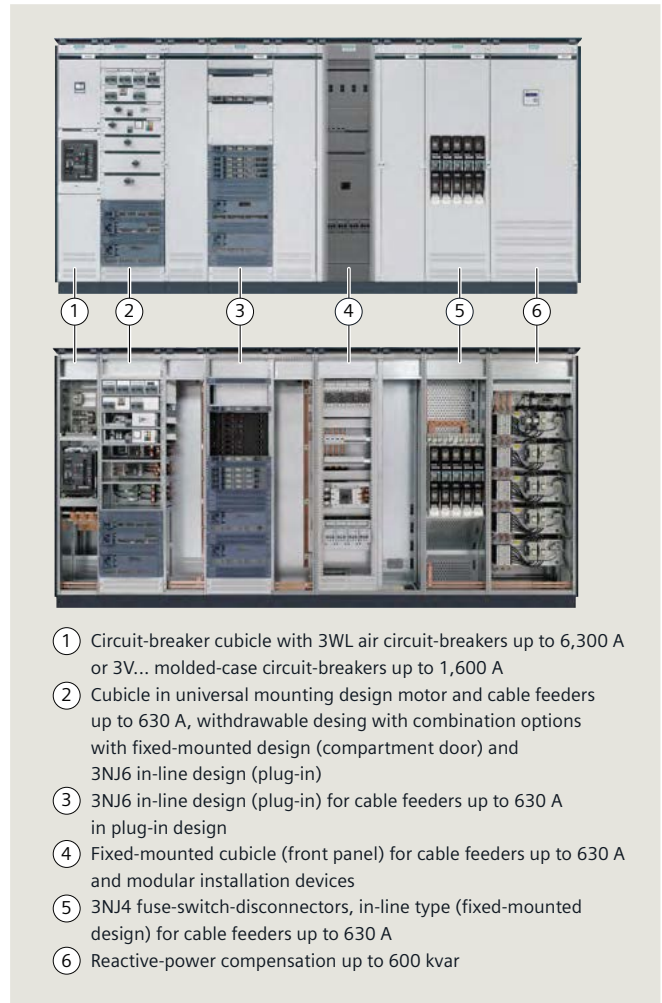 1 2 3 4 5 6
1 Circuit-breaker cubicle with 3WL air circuit-breakers up to 6,300 A
or 3V... molded-case circuit-breakers up to 1,600 A
2 Cubicle in universal mounting design motor and cable feeders
up to 630 A, withdrawable desing with combination options
with fixed-mounted design (compartment door) and
3NJ6 in-line design (plug-in)
3 3NJ6 in-line design (plug-in) for cable feeders up to 630 A
in plug-in design
4 Fixed-mounted cubicle (front panel) for cable feeders up to 630 A
and modular installation devices
5 3NJ4 fuse-switch-disconnectors, in-line type (fixed-mounted
design) for cable feeders up to 630 A
6 Reactive-power compensation up to 600 kvar